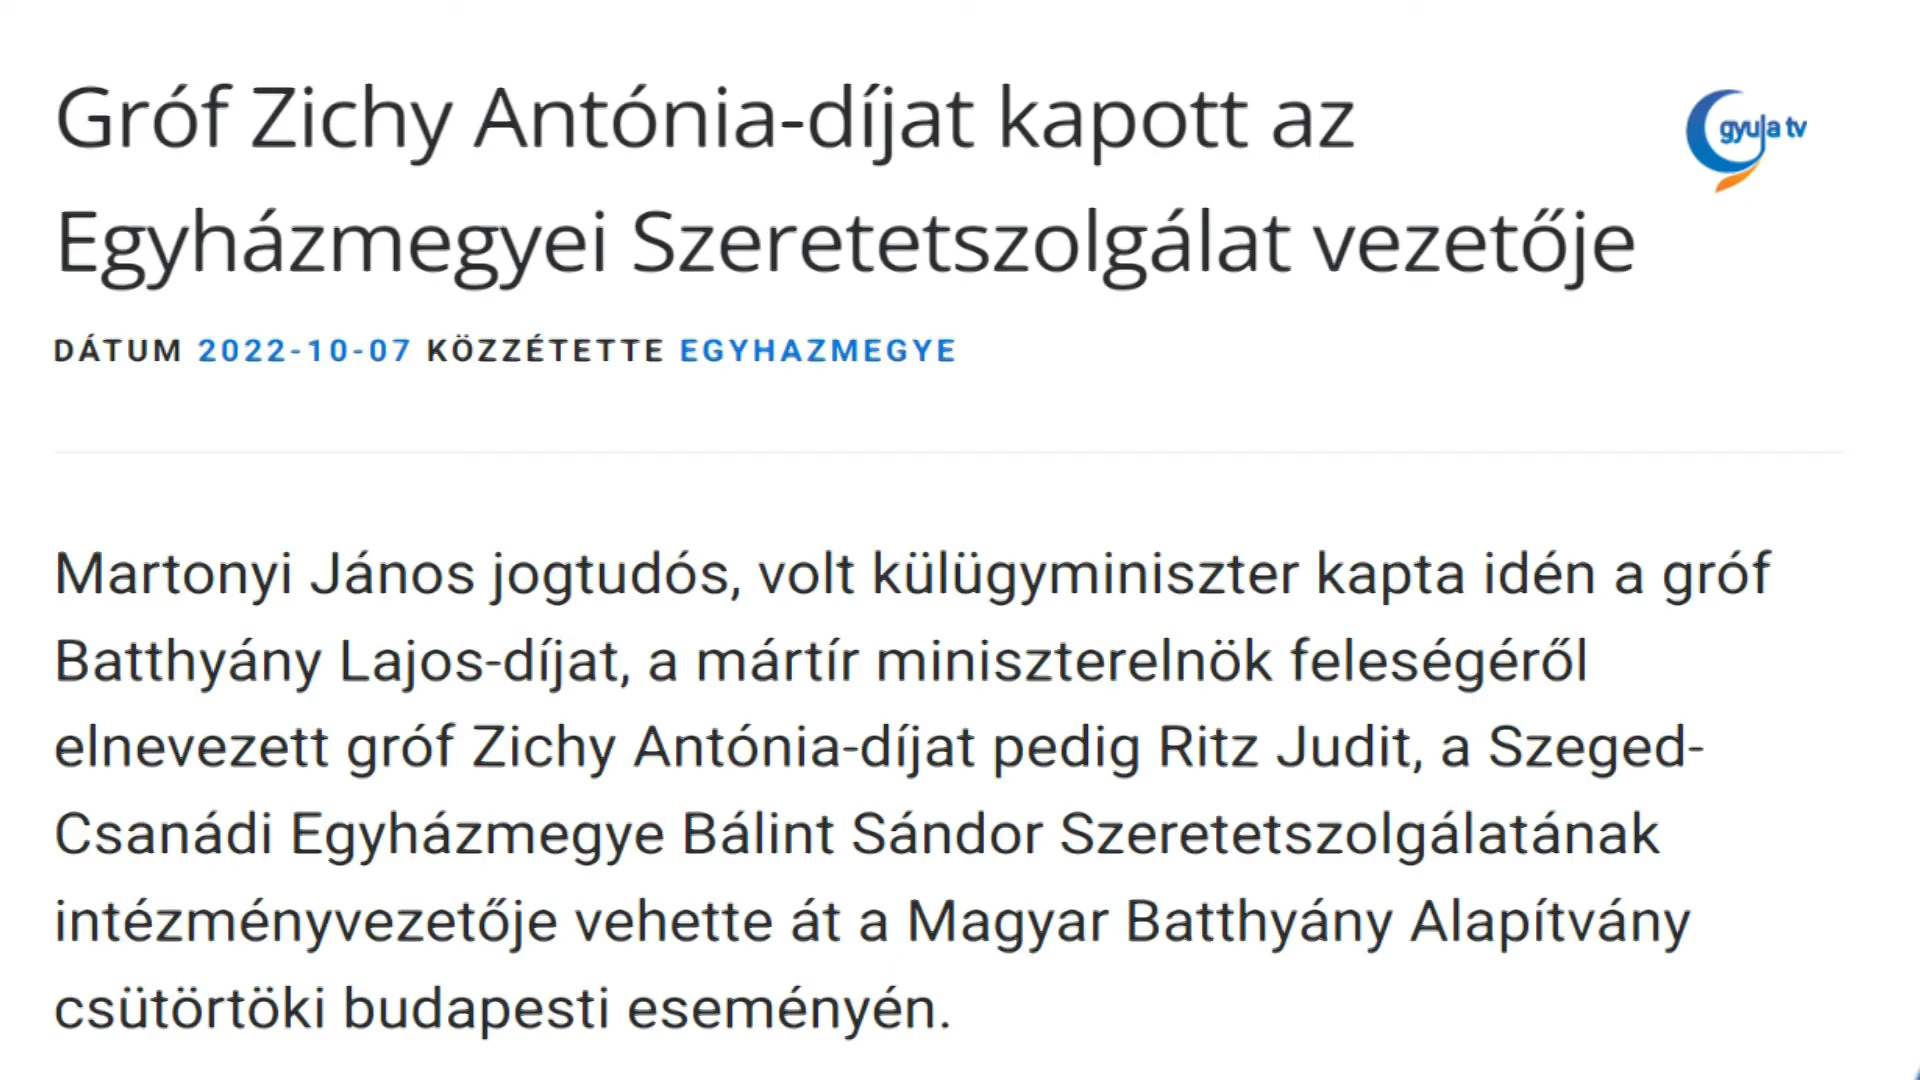 Gróf Zichy Antónia-díjat kapott az
Egyházmegyei Szeretetszolgálat vezetője
gyula tv
DÁTUM 2022-10-07 KÖZZÉTETTE EGYHAZMEGYE
Martonyi János jogtudós, volt külügyminiszter kapta idén a gróf
Batthyány Lajos-díjat, a mártír miniszterelnök feleségéről
elnevezett gróf Zichy Antónia-díjat pedig Ritz Judit, a Szeged-
Csanádi Egyházmegye Bálint Sándor Szeretetszolgálatának
intézményvezetője vehette át a Magyar Batthyány Alapítvány
csütörtöki budapesti eseményén.